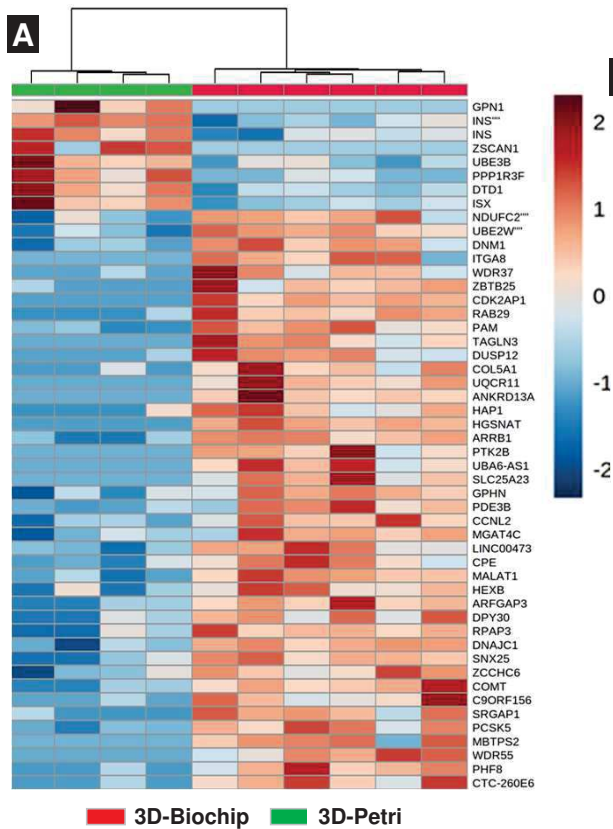 A
GPN1
INS""
INS
ZSCAN1
UBE3B
PPP1R3F
DTD1
ISX
NDUFC2""
UBE2W""
DNM1
ITGA8
WDR37
ZBTB25
CDK2AP1
RAB29
PAM
TAGLN3
DUSP12
COL5A1
UQCR11
ANKRD13A
HAP1
HGSNAT
ARRB1
PTK2B
UBA6-AS1
SLC25A23
GPHN
PDE3B
CCNL2
MGAT4C
LINC00473
CPE
MALAT1
HEXB
ARFGAP3
DPY30
RPAP3
DNAJC1
SNX25
ZCCHC6
COMT
C9ORF156
SRGAP1
PCSK5
MBTPS2
WDR55
PHF8
CTC-260E6
2
1
0
-1
-2
3D-Biochip 3D-Petri